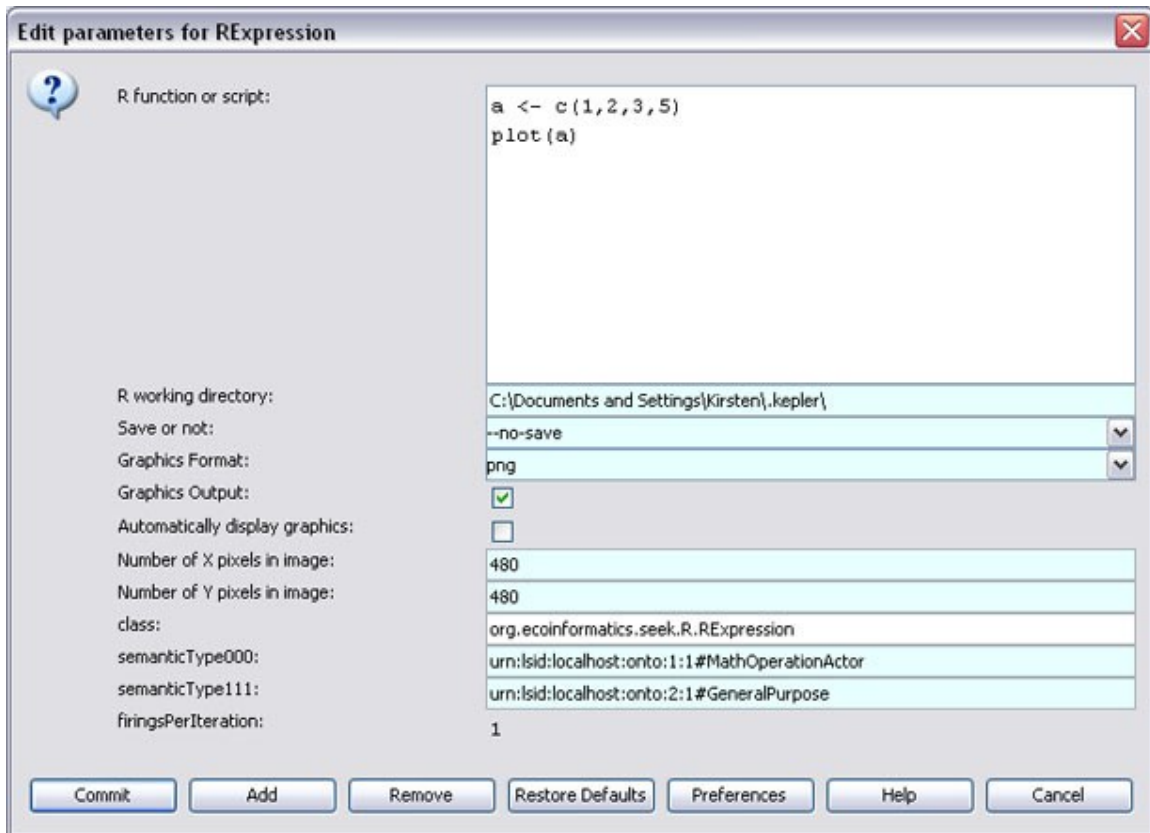 Edit parameters for RExpression
?
R function or script:
a <- c(1,2,3,5)
plot(a)
R working directory: C:\Documents and Settings\Kirsten\.kepler\
Save or not: --no-save
Graphics Format: png
Graphics Output:
Automatically display graphics:
Number of X pixels in image: 480
Number of Y pixels in image: 480
class: org.ecoinformatics.seek.R.RExpression
semanticType000: urn:lsid:localhost:onto:1:1#MathOperationActor
semanticType111: urn:lsid:localhost:onto:2:1#GeneralPurpose
firingsPerIteration: 1
Commit Add Remove Restore Defaults Preferences Help Cancel